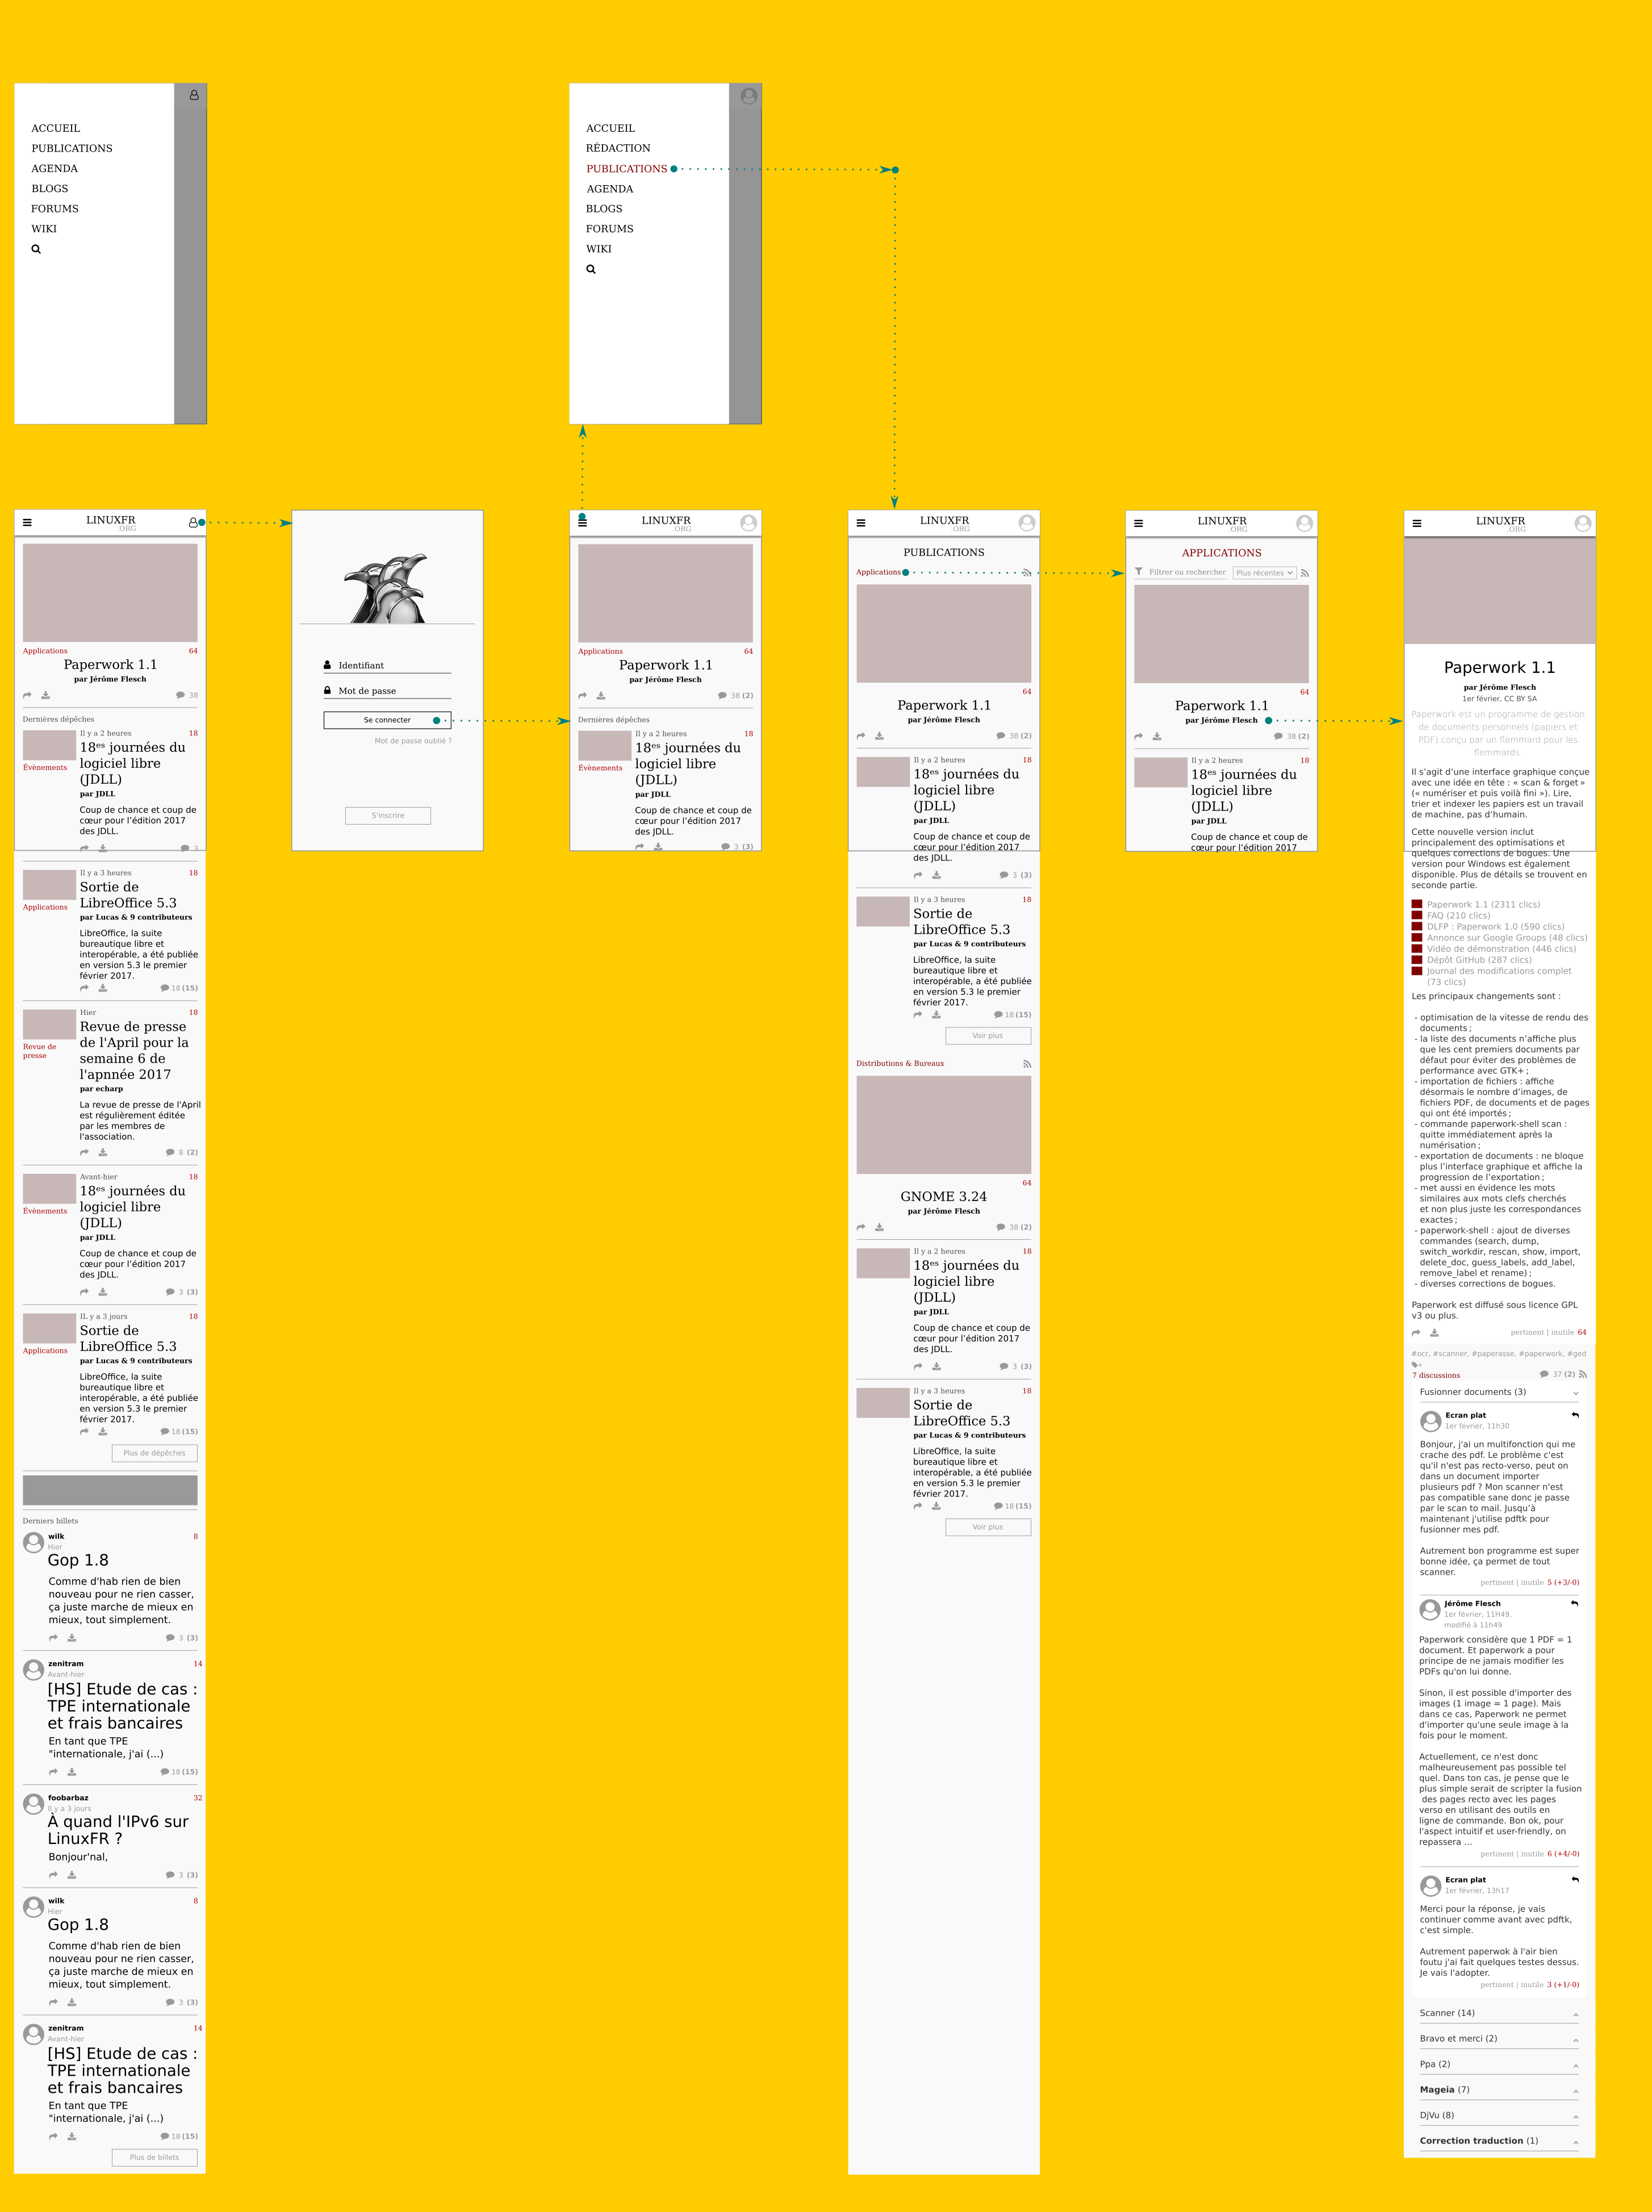 ACCUEIL
PUBLICATIONS
AGENDA
BLOGS
FORUMS
WIKI
ACCUEIL
RÉDACTION
PUBLICATIONS
AGENDA
BLOGS
FORUMS
WIKI
LINUXFR
.ORG
Applications 64
Paperwork 1.1
par Jérôme Flesch
38
Dernières dépêches
Il y a 2 heures 18
18es journées du
logiciel libre
(JDLL)
Évènements
par JDLL
Coup de chance et coup de
cœur pour l’édition 2017
des JDLL.
3
Il y a 3 heures 18
Sortie de
LibreOffice 5.3
Applications
par Lucas & 9 contributeurs
LibreOffice, la suite
bureautique libre et
interopérable, a été publiée
en version 5.3 le premier
février 2017.
18 (15)
Hier 18
Revue de presse
de l'April pour la
semaine 6 de
l'apnnée 2017
Revue de
presse
par echarp
La revue de presse de l'April
est régulièrement éditée
par les membres de
l'association.
8 (2)
Avant-hier 18
18es journées du
logiciel libre
(JDLL)
Évènements
par JDLL
Coup de chance et coup de
cœur pour l’édition 2017
des JDLL.
3 (3)
IL y a 3 jours 18
Sortie de
LibreOffice 5.3
Applications
par Lucas & 9 contributeurs
LibreOffice, la suite
bureautique libre et
interopérable, a été publiée
en version 5.3 le premier
février 2017.
18 (15)
Plus de dépêches
Derniers billets
wilk 8
Hier
Gop 1.8
Comme d'hab rien de bien
nouveau pour ne rien casser,
ça juste marche de mieux en
mieux, tout simplement.
3 (3)
zenitram 14
Avant-hier
[HS] Etude de cas :
TPE internationale
et frais bancaires
En tant que TPE
"internationale, j'ai (...)
18 (15)
foobarbaz 32
Il y a 3 jours
À quand l'IPv6 sur
LinuxFR ?
Bonjour'nal,
3 (3)
wilk 8
Hier
Gop 1.8
Comme d'hab rien de bien
nouveau pour ne rien casser,
ça juste marche de mieux en
mieux, tout simplement.
3 (3)
zenitram 14
Avant-hier
[HS] Etude de cas :
TPE internationale
et frais bancaires
En tant que TPE
"internationale, j'ai (...)
18 (15)
Plus de billets
Identifiant
Mot de passe
Se connecter
Mot de passe oublié ?
S'inscrire
LINUXFR
.ORG
Applications 64
Paperwork 1.1
par Jérôme Flesch
38 (2)
Dernières dépêches
Il y a 2 heures 18
18es journées du
logiciel libre
(JDLL)
Évènements
par JDLL
Coup de chance et coup de
cœur pour l’édition 2017
des JDLL.
3 (3)
LINUXFR
.ORG
PUBLICATIONS
Applications
64
Paperwork 1.1
par Jérôme Flesch
38 (2)
Il y a 2 heures 18
18es journées du
logiciel libre
(JDLL)
par JDLL
Coup de chance et coup de
cœur pour l’édition 2017
des JDLL.
3 (3)
Il y a 3 heures 18
Sortie de
LibreOffice 5.3
par Lucas & 9 contributeurs
LibreOffice, la suite
bureautique libre et
interopérable, a été publiée
en version 5.3 le premier
février 2017.
18 (15)
Voir plus
Distributions & Bureaux
64
GNOME 3.24
par Jérôme Flesch
38 (2)
Il y a 2 heures 18
18es journées du
logiciel libre
(JDLL)
par JDLL
Coup de chance et coup de
cœur pour l’édition 2017
des JDLL.
3 (3)
Il y a 3 heures 18
Sortie de
LibreOffice 5.3
par Lucas & 9 contributeurs
LibreOffice, la suite
bureautique libre et
interopérable, a été publiée
en version 5.3 le premier
février 2017.
18 (15)
Voir plus
LINUXFR
.ORG
APPLICATIONS
Filtrer ou rechercher Plus récentes
64
Paperwork 1.1
par Jérôme Flesch
38 (2)
Il y a 2 heures 18
18es journées du
logiciel libre
(JDLL)
par JDLL
Coup de chance et coup de
cœur pour l’édition 2017
LINUXFR
.ORG
Paperwork 1.1
par Jérôme Flesch
1er février, CC BY SA
Paperwork est un programme de gestion
de documents personnels (papiers et
PDF) conçu par un flemmard pour les
flemmards.
Il s’agit d’une interface graphique conçue
avec une idée en tête : « scan & forget »
(« numériser et puis voilà fini »). Lire,
trier et indexer les papiers est un travail
de machine, pas d’humain.
Cette nouvelle version inclut
principalement des optimisations et
quelques corrections de bogues. Une
version pour Windows est également
disponible. Plus de détails se trouvent en
seconde partie.
Paperwork 1.1 (2311 clics)
FAQ (210 clics)
DLFP : Paperwork 1.0 (590 clics)
Annonce sur Google Groups (48 clics)
Vidéo de démonstration (446 clics)
Dépôt GitHub (287 clics)
Journal des modifications complet
(73 clics)
Les principaux changements sont :
- optimisation de la vitesse de rendu des
documents ;
- la liste des documents n’affiche plus
que les cent premiers documents par
défaut pour éviter des problèmes de
performance avec GTK+ ;
- importation de fichiers : affiche
désormais le nombre d’images, de
fichiers PDF, de documents et de pages
qui ont été importés ;
- commande paperwork-shell scan :
quitte immédiatement après la
numérisation ;
- exportation de documents : ne bloque
plus l’interface graphique et affiche la
progression de l’exportation ;
- met aussi en évidence les mots
similaires aux mots clefs cherchés
et non plus juste les correspondances
exactes ;
- paperwork-shell : ajout de diverses
commandes (search, dump,
switch_workdir, rescan, show, import,
delete_doc, guess_labels, add_label,
remove_label et rename) ;
- diverses corrections de bogues.
Paperwork est diffusé sous licence GPL
v3 ou plus.
pertinent | inutile 64
#ocr, #scanner, #paperasse, #paperwork, #ged
+
7 discussions 37 (2)
Fusionner documents (3)
Ecran plat
1er février, 11h30
Bonjour, j'ai un multifonction qui me
crache des pdf. Le problème c'est
qu'il n'est pas recto-verso, peut on
dans un document importer
plusieurs pdf ? Mon scanner n'est
pas compatible sane donc je passe
par le scan to mail. Jusqu'à
maintenant j'utilise pdftk pour
fusionner mes pdf.
Autrement bon programme est super
bonne idée, ça permet de tout
scanner.
pertinent | inutile 5 (+3/-0)
Jérôme Flesch
1er février, 11H49,
modifié à 11h49
Paperwork considère que 1 PDF = 1
document. Et paperwork a pour
principe de ne jamais modifier les
PDFs qu'on lui donne.
Sinon, il est possible d'importer des
images (1 image = 1 page). Mais
dans ce cas, Paperwork ne permet
d'importer qu'une seule image à la
fois pour le moment.
Actuellement, ce n'est donc
malheureusement pas possible tel
quel. Dans ton cas, je pense que le
plus simple serait de scripter la fusion
des pages recto avec les pages
verso en utilisant des outils en
ligne de commande. Bon ok, pour
l'aspect intuitif et user-friendly, on
repassera ...
pertinent | inutile 6 (+4/-0)
Ecran plat
1er février, 13h17
Merci pour la réponse, je vais
continuer comme avant avec pdftk,
c'est simple.
Autrement paperwok à l'air bien
foutu j'ai fait quelques testes dessus.
Je vais l'adopter.
pertinent | inutile 3 (+1/-0)
Scanner (14)
Bravo et merci (2)
Ppa (2)
Mageia (7)
DjVu (8)
Correction traduction (1)